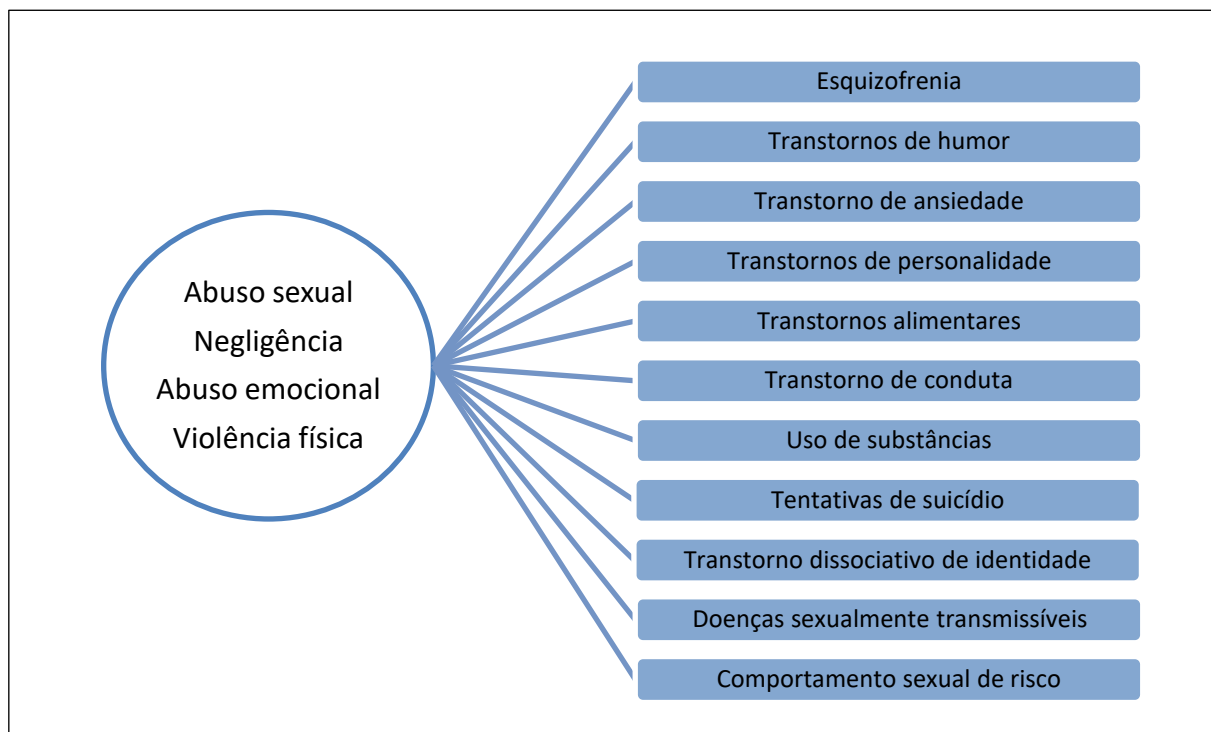 Abuso sexual
Negligência
Abuso emocional
Violência física
Esquizofrenia
Transtornos de humor
Transtorno de ansiedade
Transtornos de personalidade
Transtornos alimentares
Transtorno de conduta
Uso de substâncias
Tentativas de suicídio
Transtorno dissociativo de identidade
Doenças sexualmente transmissíveis
Comportamento sexual de risco